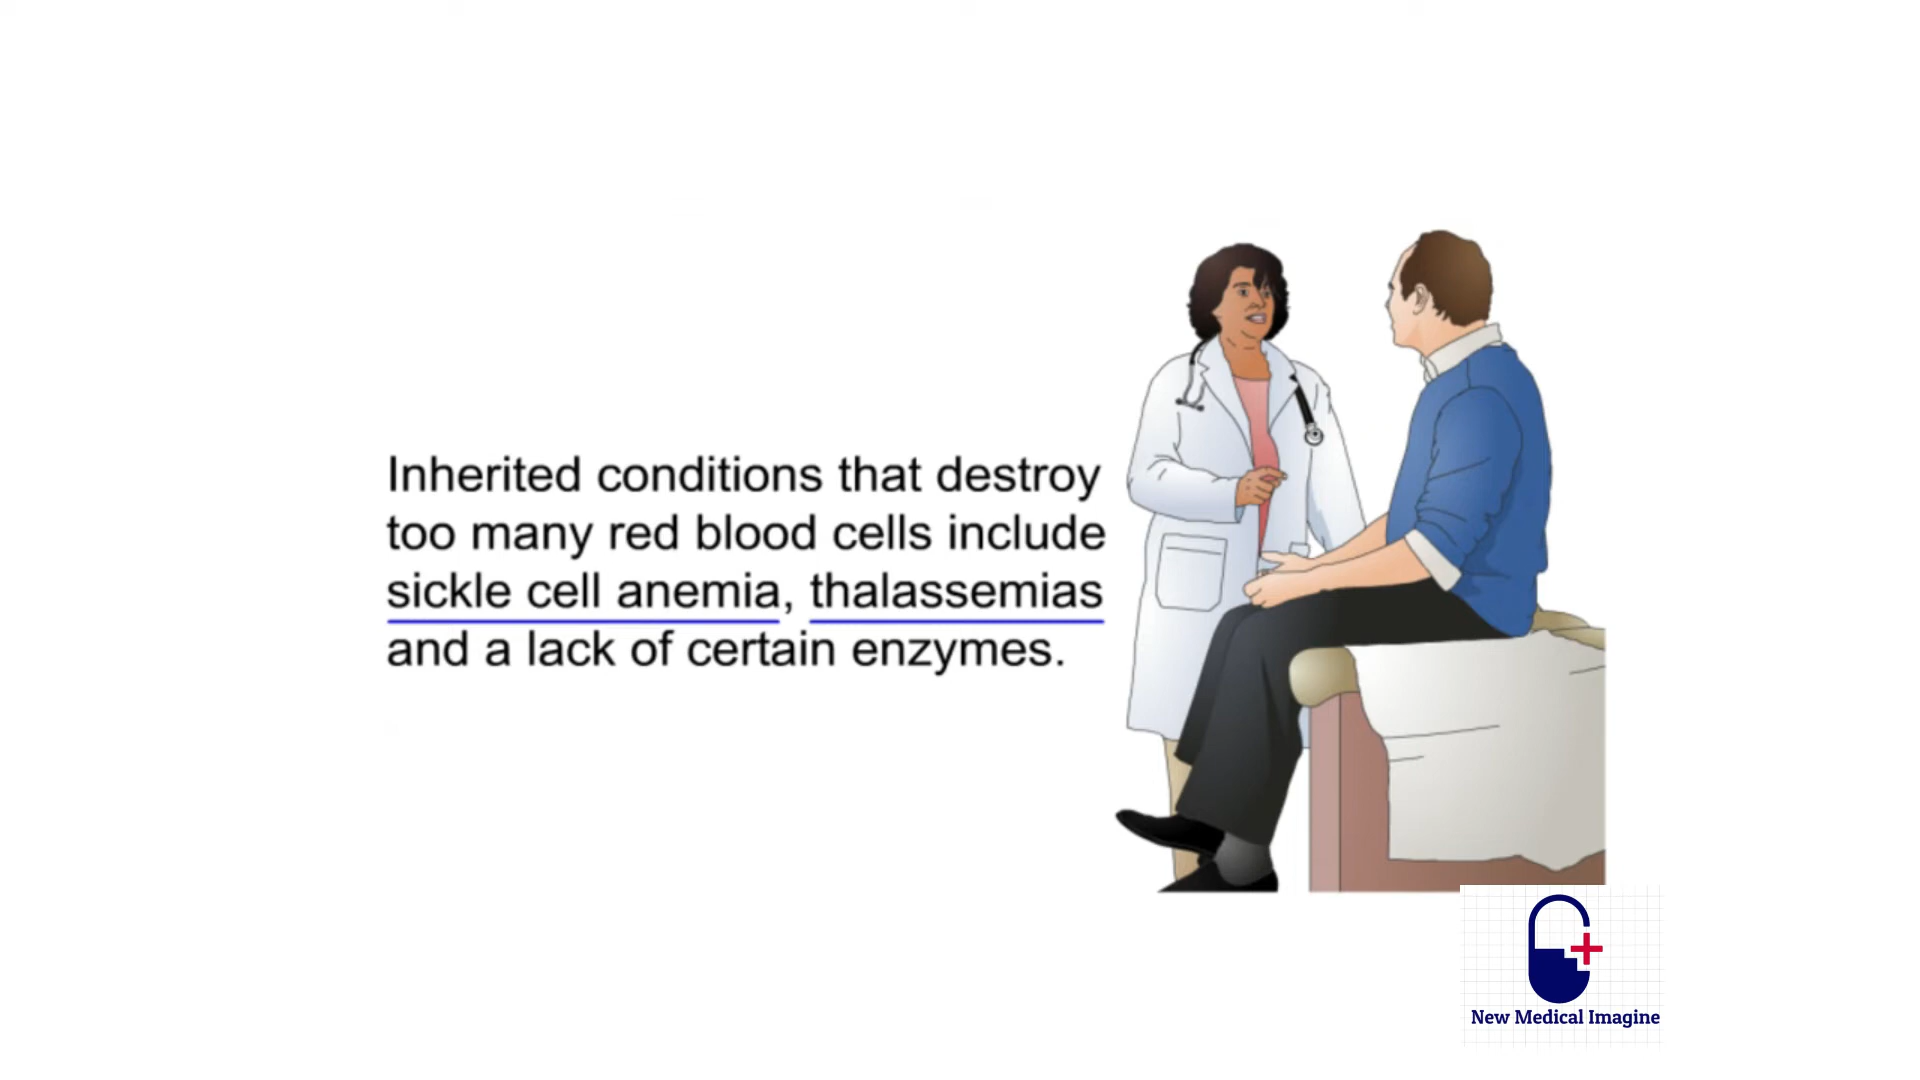 Inherited conditions that destroy
too many red blood cells include
sickle cell anemia, thalassemias
and a lack of certain enzymes.
New Medical Imagine